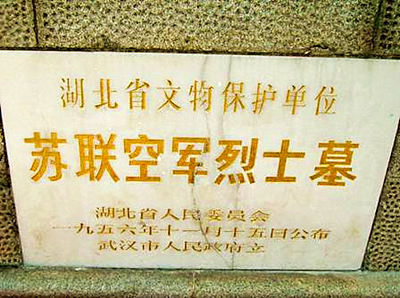 湖北省文物保护单位
苏联空军烈士墓
湖北省人民委员会
一九五六年十一月十五日公布
武汉市人民政府立